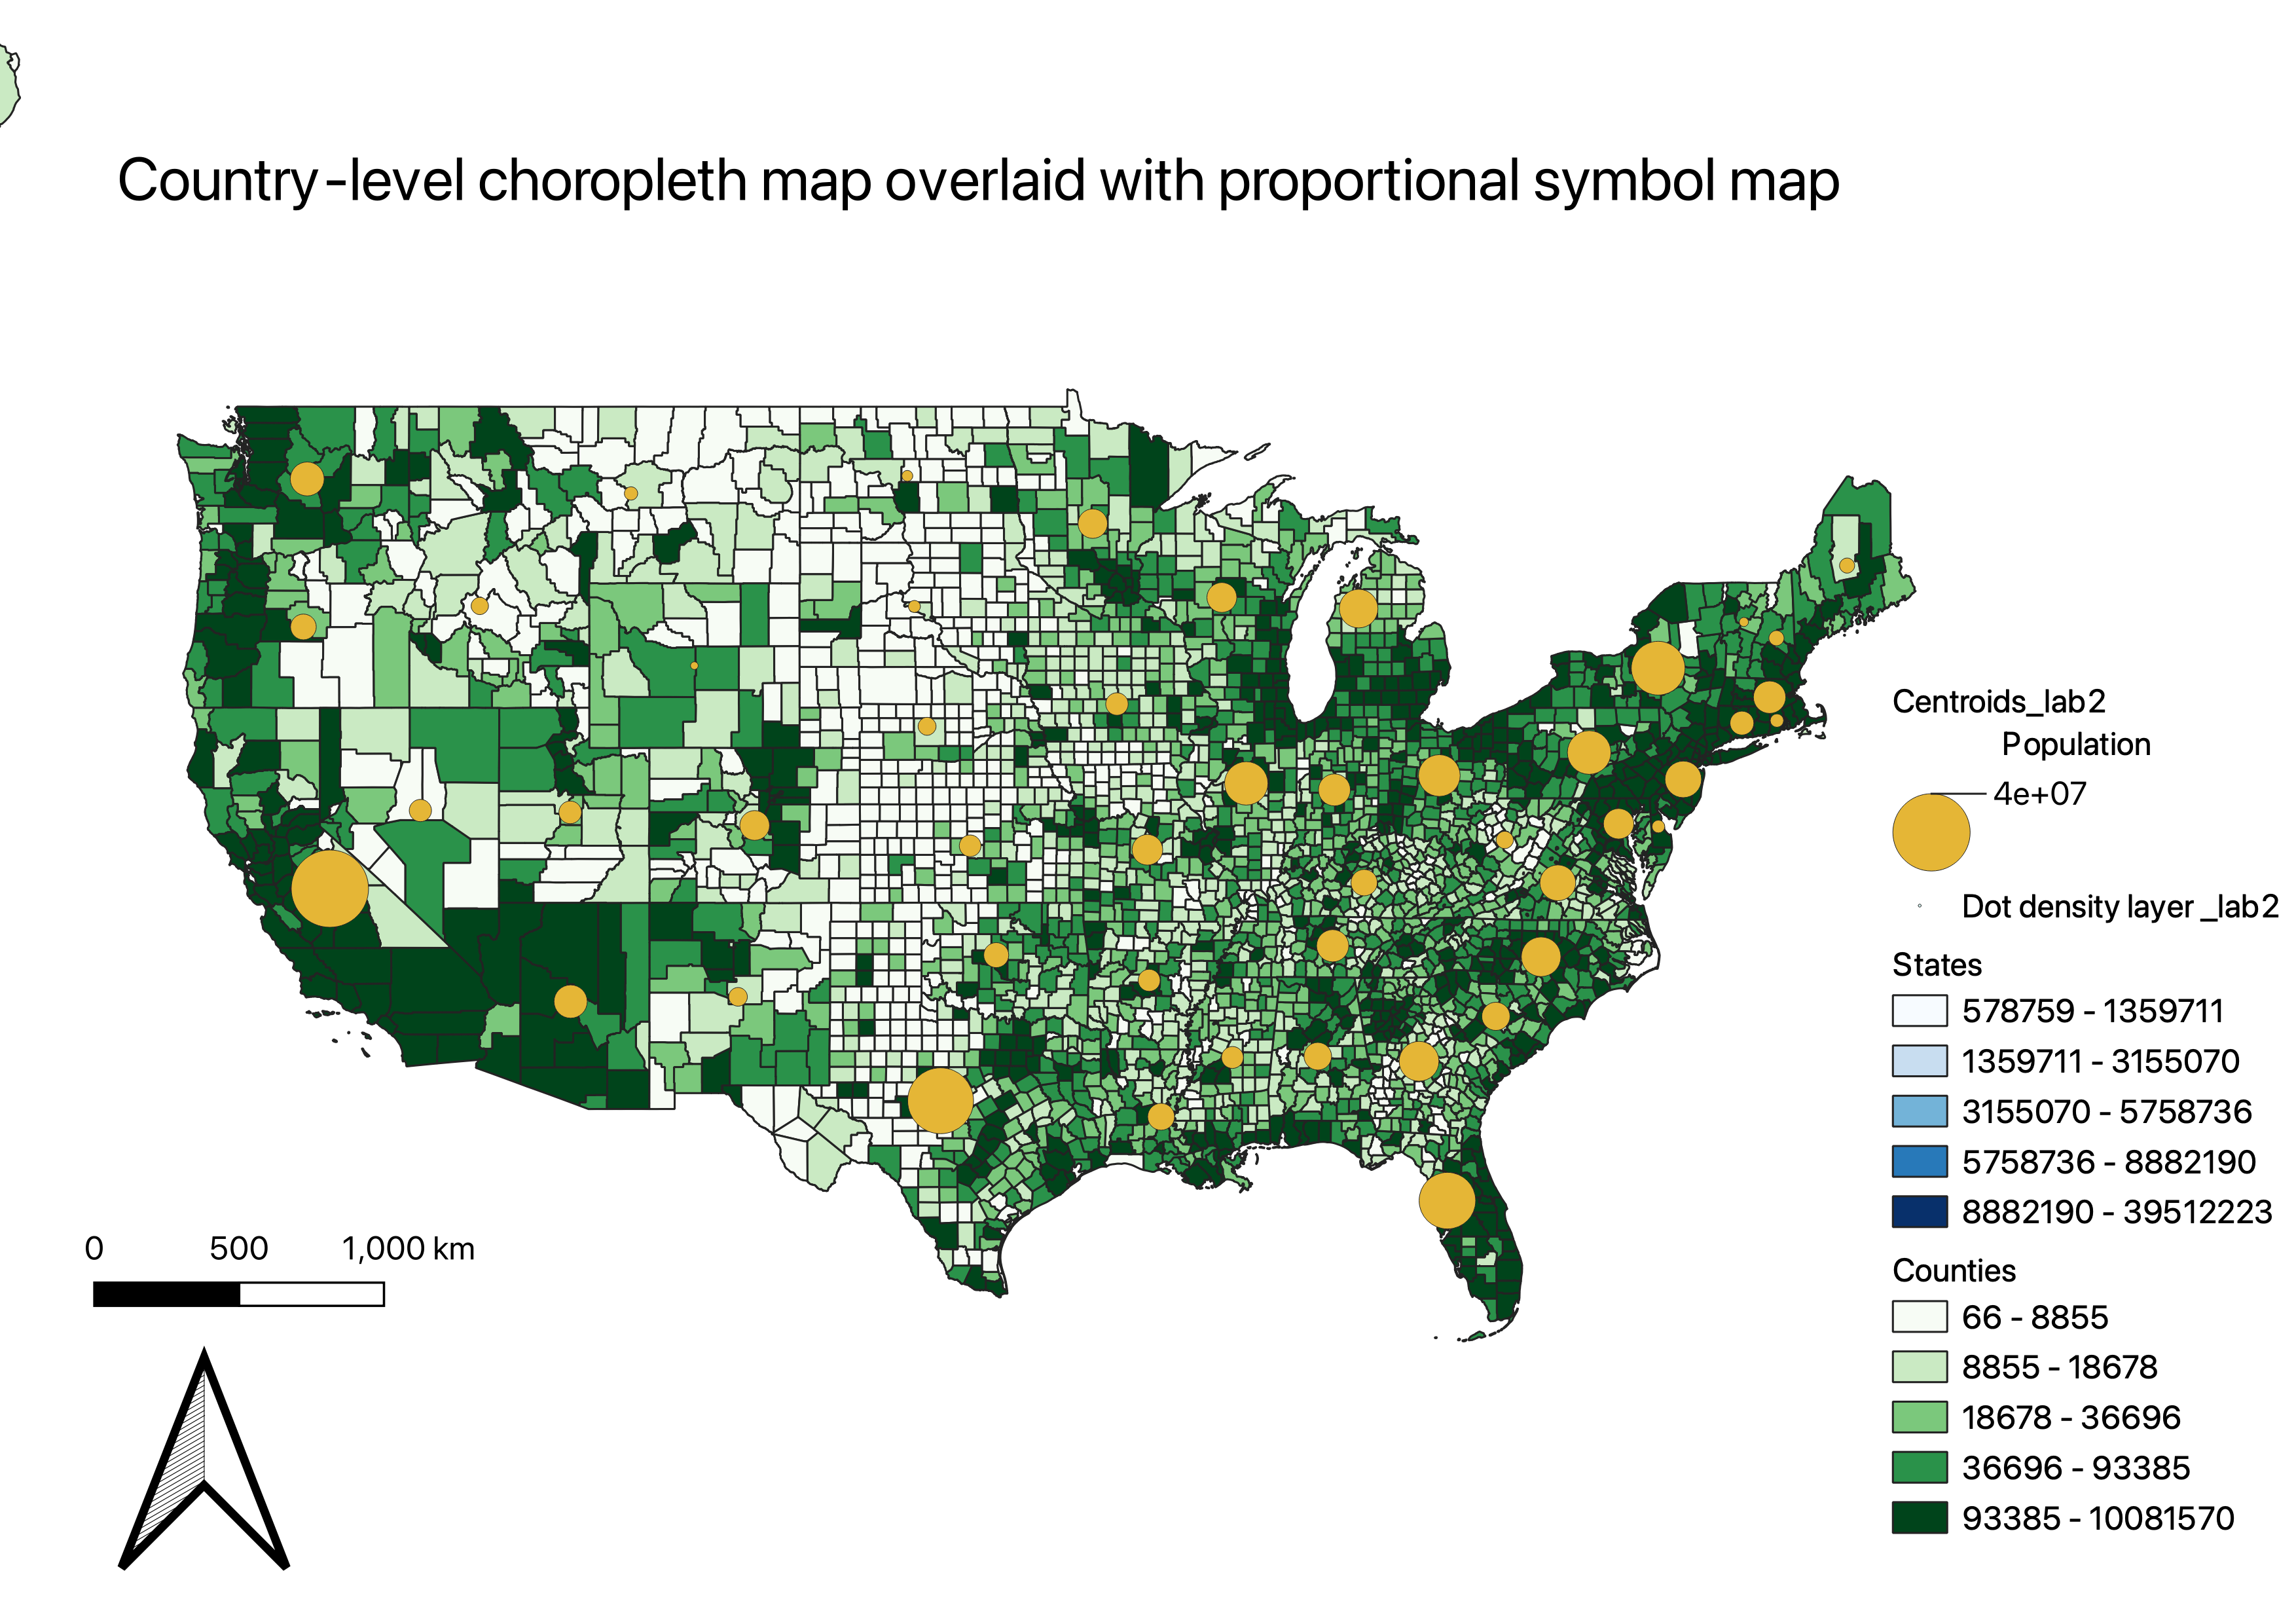 Country-level choropleth map overlaid with proportional symbol map
Centroids_lab2
Population
4e+07
Dot density layer _lab2
States
578759 - 1359711
1359711 - 3155070
3155070 - 5758736
5758736 - 8882190
8882190 - 39512223
Counties
66 - 8855
8855 - 18678
18678 - 36696
36696 - 93385
93385 - 10081570
0 500 1,000 km